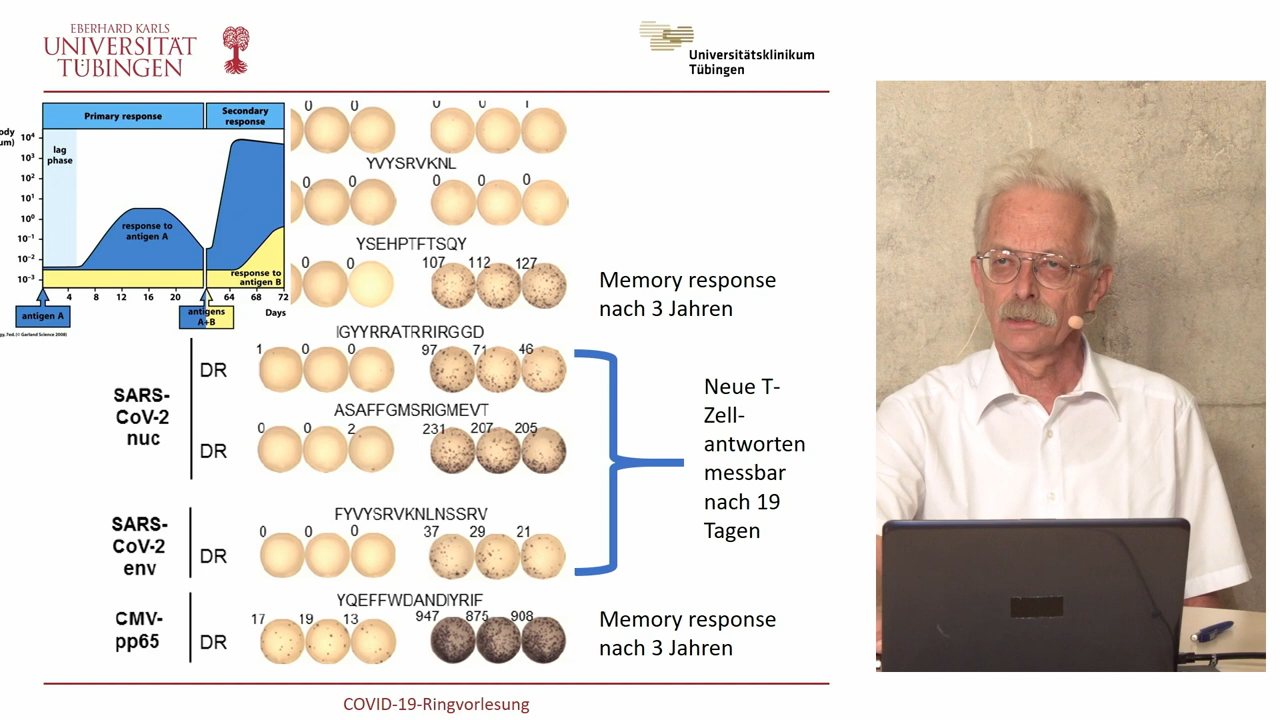 EBERHARD KARLS
UNIVERSITÄT
TÜBINGEN
Universitätsklinikum
Tübingen
Primary response
Secondary
response
lag
phase
10⁴
10³
10²
10¹
10⁰
10⁻¹
10⁻²
10⁻³
response to
antigen A
response to
antigen B
4 8 12 16 20 64 68 72
antigen A
antigens
A+B
Days
0 0 0 0 1
YVYSRVKNL
0 0 0 0 0
YSEHPTFTSQY
0 0 107 112 127
Memory response
nach 3 Jahren
IGYYRRATRRIRGGD
1 0 0 97 71 46
DR
SARS-
CoV-2
nuc
ASAFFGMSRIGMEVT
0 0 2 231 207 205
DR
Neue T-
Zell-
antworten
messbar
nach 19
Tagen
FYVYSRVKNLNSSRV
0 0 0 37 29 21
SARS-
CoV-2
env
DR
YQEFFWDANDIYRIF
17 19 13 947 875 908
CMV-
pp65
DR
Memory response
nach 3 Jahren
COVID-19-Ringvorlesung